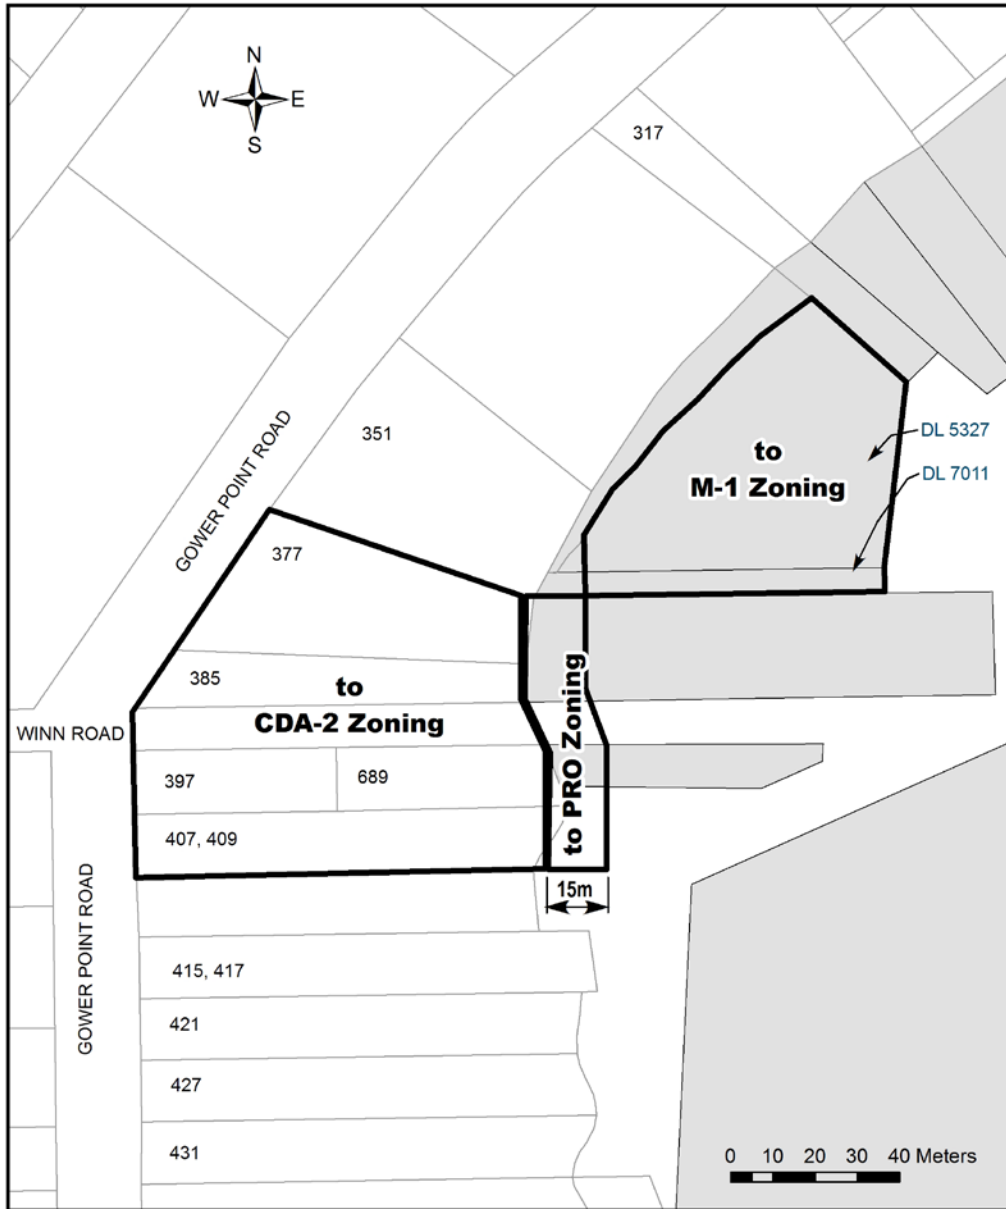 N
W
E
S
317
351
GOWER POINT ROAD
377
385
to
M-1 Zoning
DL 5327
DL 7011
to
CDA-2 Zoning
WINN ROAD
397
689
to PRO Zoning
407, 409
15m
GOWER POINT ROAD
415, 417
421
427
431
0 10 20 30 40 Meters